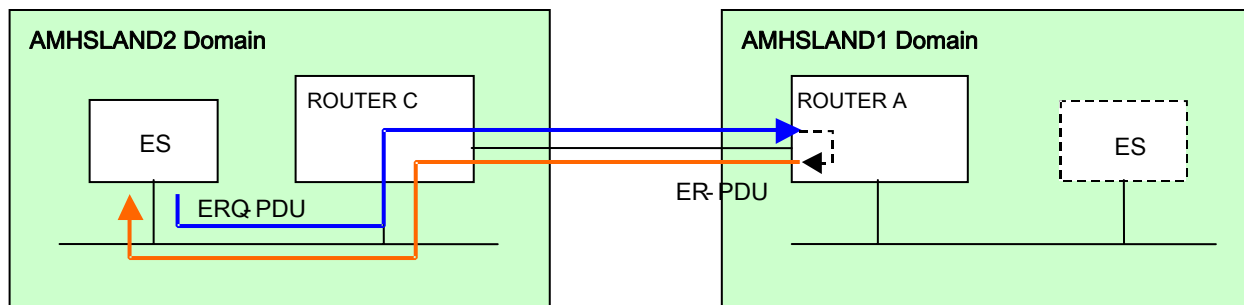 AMHSLAND2 Domain
AMHSLAND1 Domain
ROUTER C
ROUTER A
ES
ES
ERQ-PDU
ER-PDU